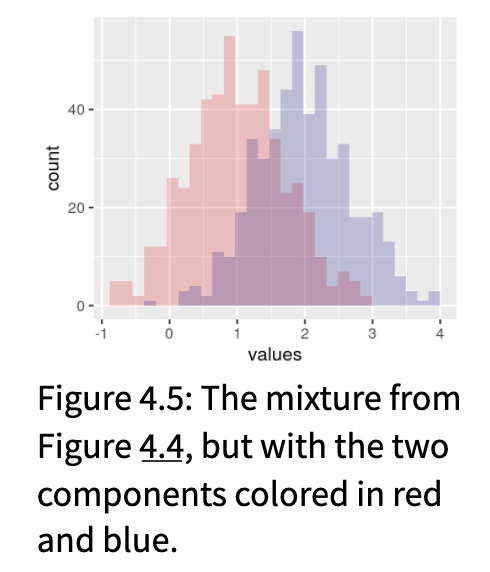 40
20
0
count
-1 0 1 2 3 4
values
Figure 4.5: The mixture from
Figure 4.4, but with the two
components colored in red
and blue.